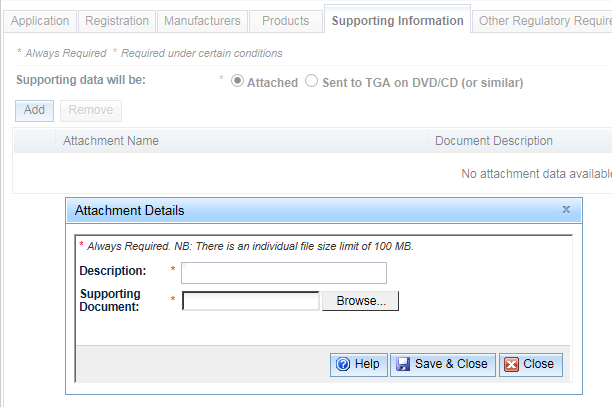 Application Registration Manufacturers Products Supporting Information Other Regulatory Require
* Always Required * Required under certain conditions
Supporting data will be: * Attached Sent to TGA on DVD/CD (or similar)
Add Remove
Attachment Name Document Description
No attachment data available
Attachment Details x
* Always Required. NB: There is an individual file size limit of 100 MB.
Description: *
Supporting
Document: * Browse...
Help Save & Close Close